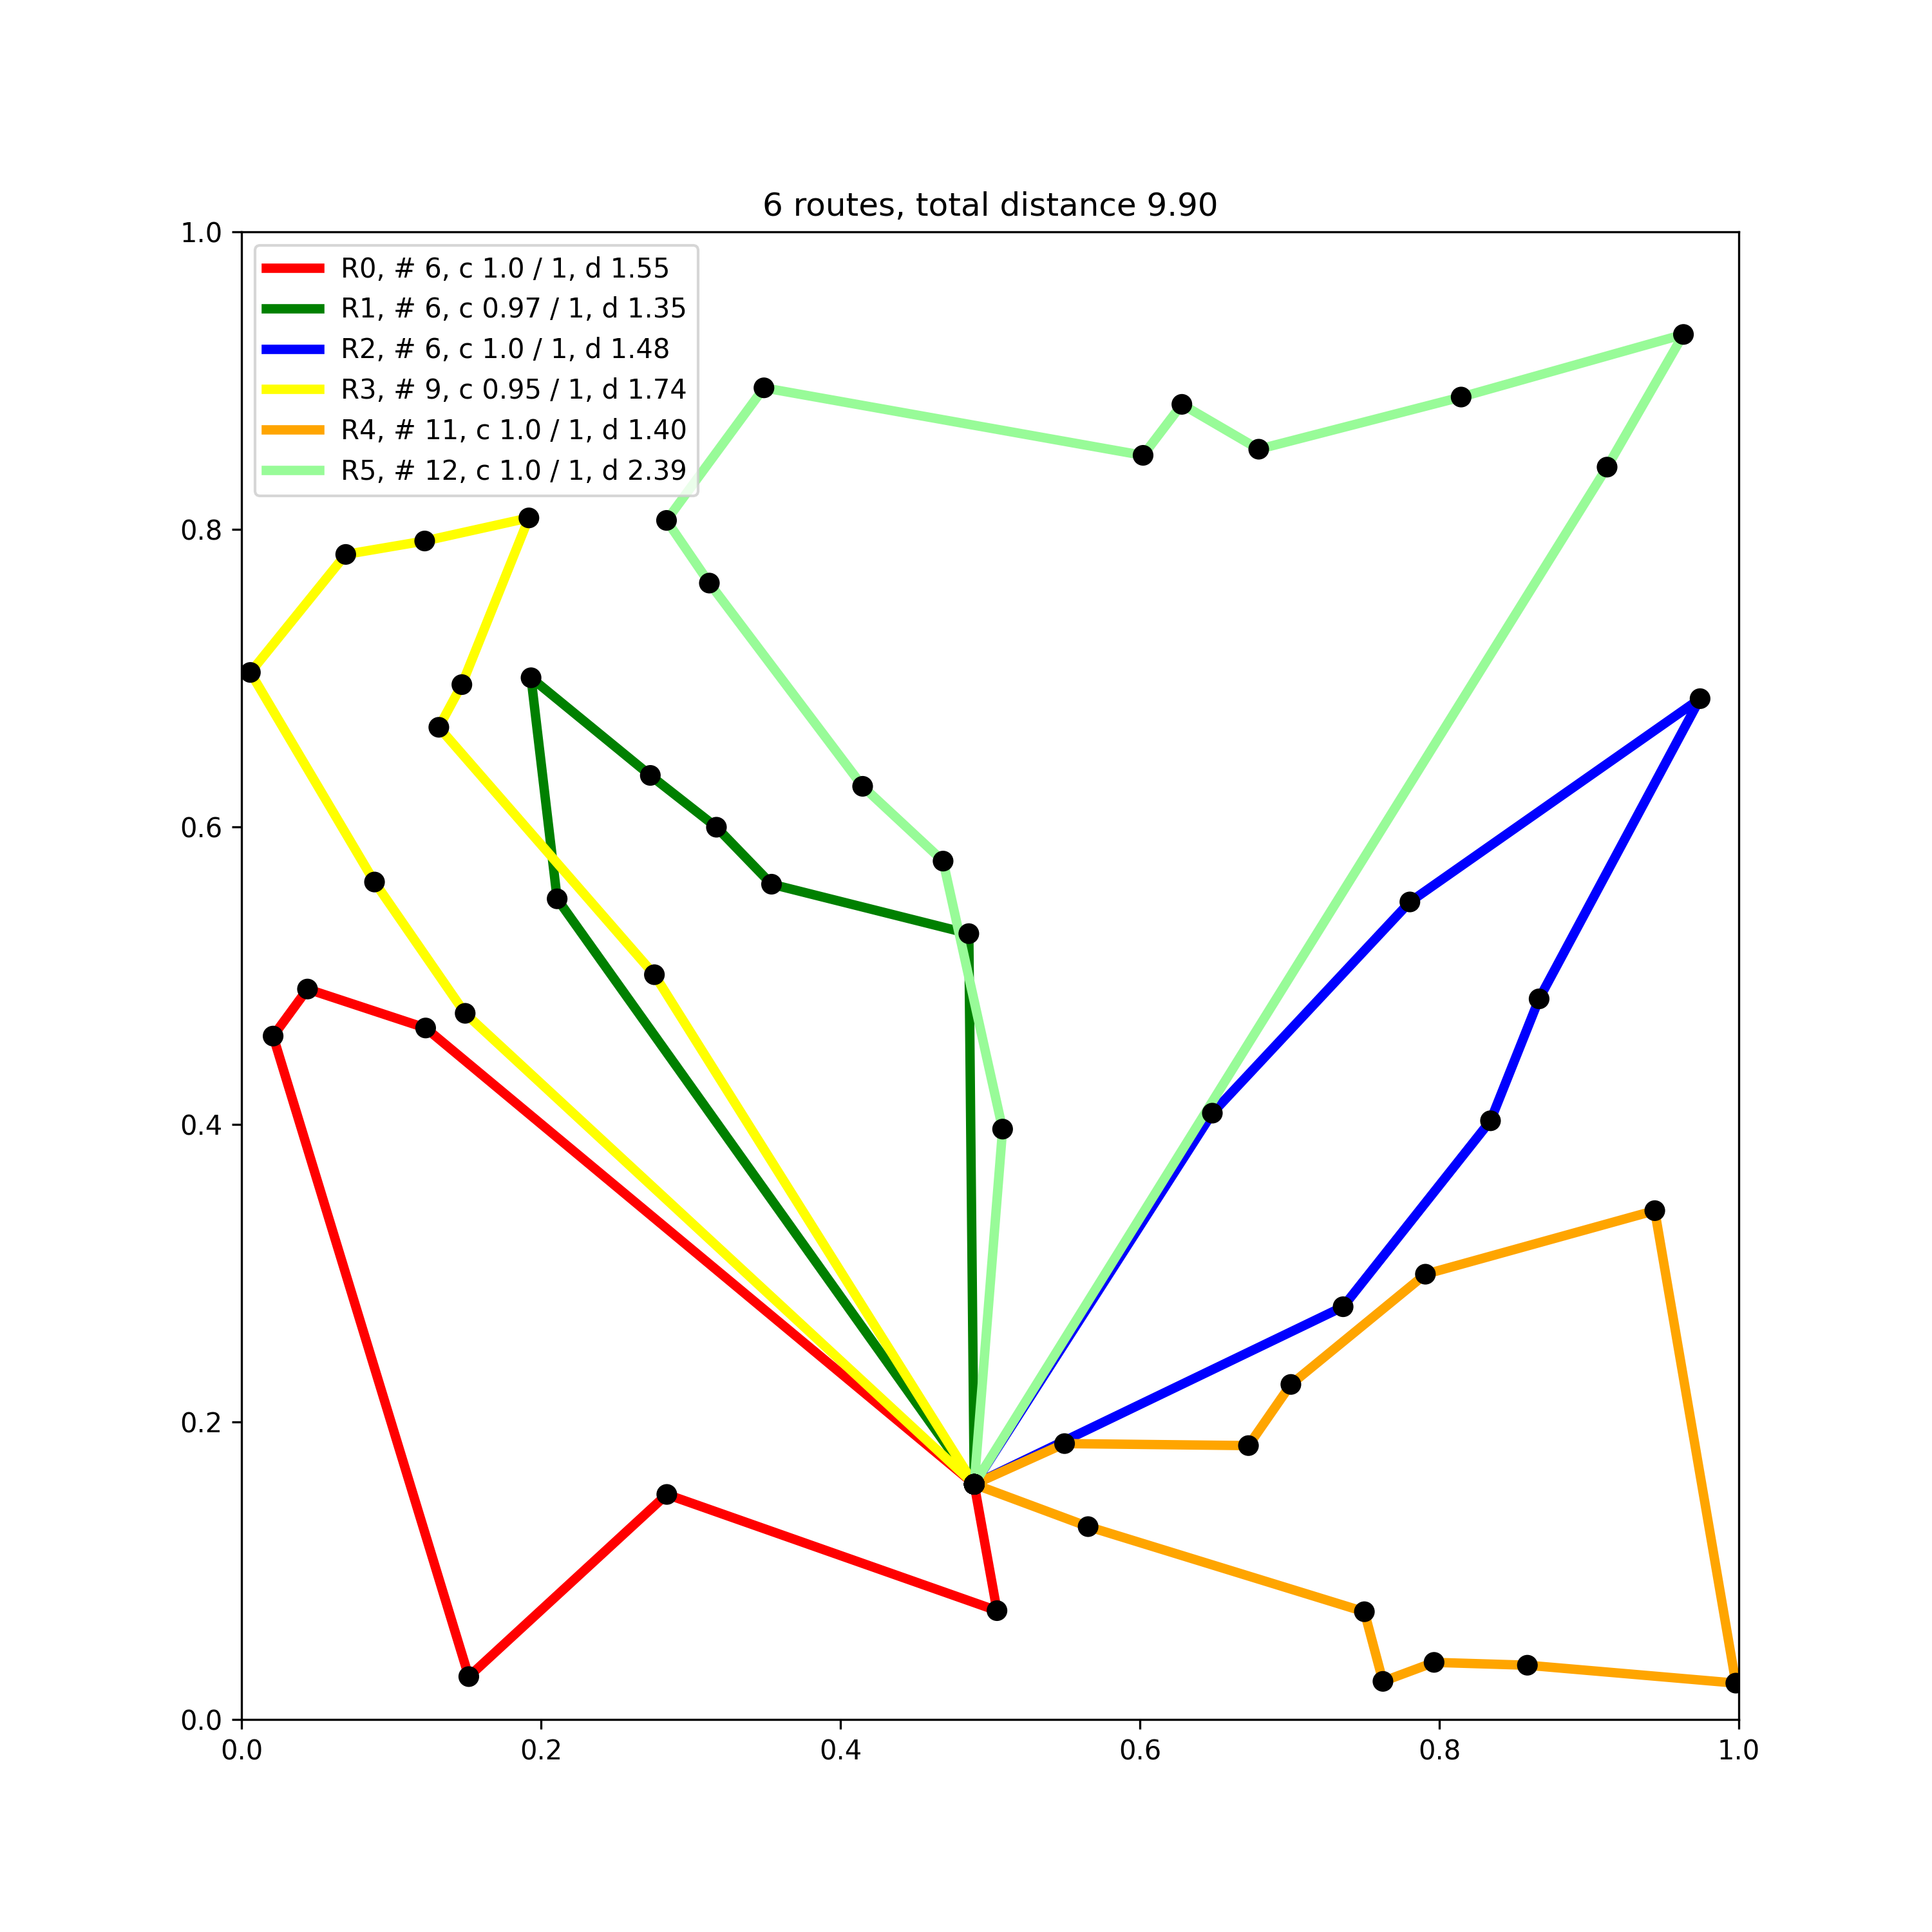 6 routes, total distance 9.90
1.0
R0, # 6, c 1.0 / 1, d 1.55
R1, # 6, c 0.97 / 1, d 1.35
R2, # 6, c 1.0 / 1, d 1.48
R3, # 9, c 0.95 / 1, d 1.74
R4, # 11, c 1.0 / 1, d 1.40
R5, # 12, c 1.0 / 1, d 2.39
0.8
0.6
0.4
0.2
0.0
0.0 0.2 0.4 0.6 0.8 1.0